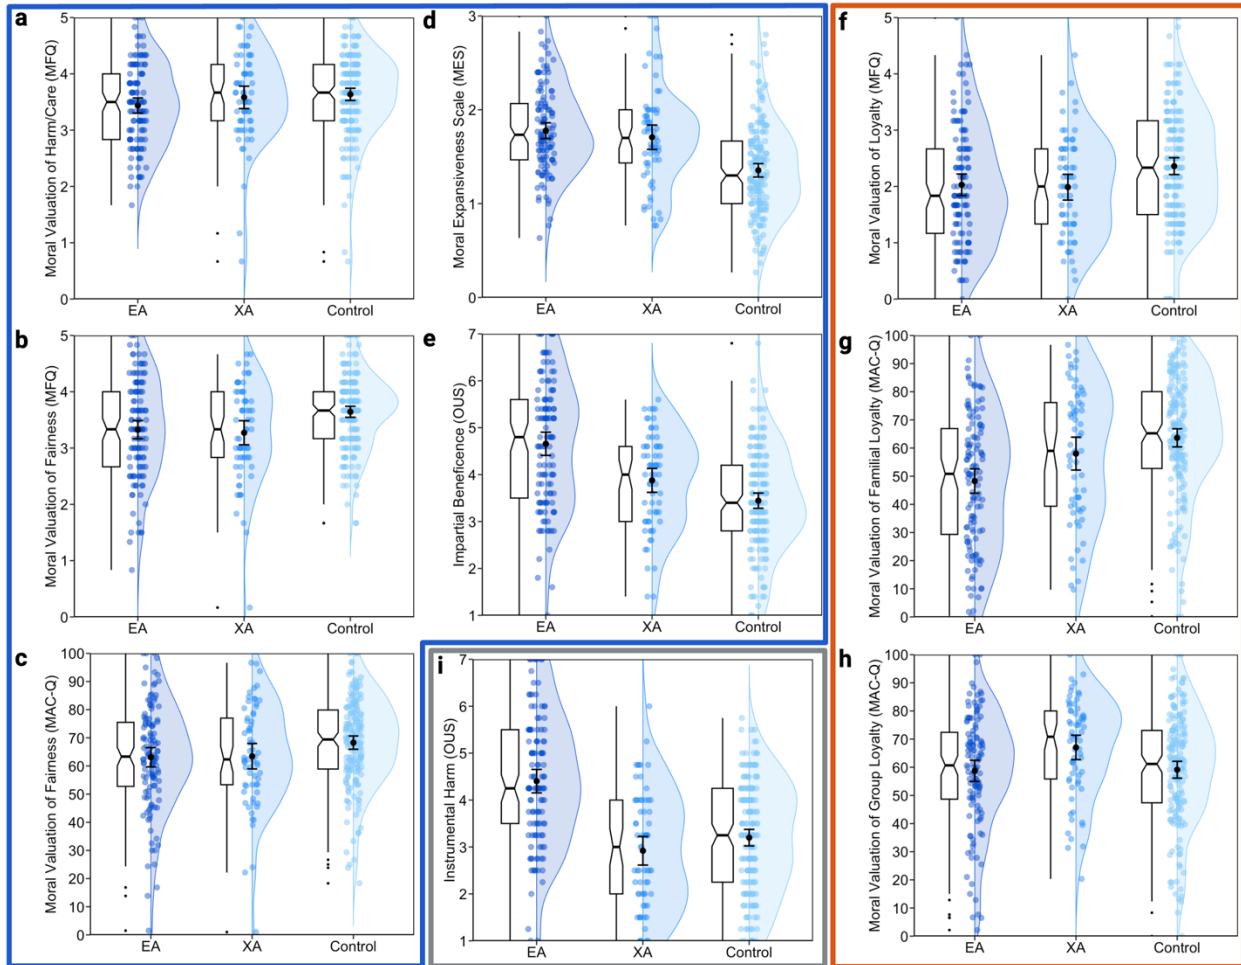 a
Moral Valuation of Harm/Care (MFQ)
5
4
3
2
1
0
EA XA Control
b
Moral Valuation of Fairness (MFQ)
5
4
3
2
1
0
EA XA Control
c
Moral Valuation of Fairness (MAC-Q)
100
90
80
70
60
50
40
30
20
10
0
EA XA Control
d
Moral Expansiveness Scale (MES)
3
2
1
0
EA XA Control
e
Impartial Beneficence (OUS)
7
6
5
4
3
2
1
EA XA Control
f
Moral Valuation of Loyalty (MFQ)
5
4
3
2
1
0
EA XA Control
g
Moral Valuation of Familial Loyalty (MAC-Q)
100
90
80
70
60
50
40
30
20
10
0
EA XA Control
h
Moral Valuation of Group Loyalty (MAC-Q)
100
90
80
70
60
50
40
30
20
10
0
EA XA Control
i
Instrumental Harm (OUS)
7
6
5
4
3
2
1
EA XA Control